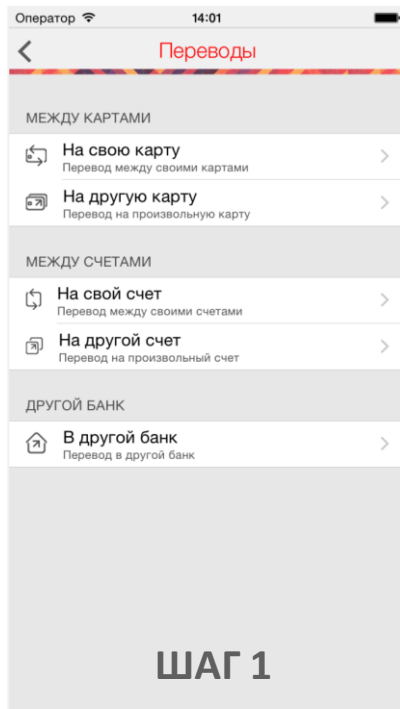 Оператор 14:01
Переводы
МЕЖДУ КАРТАМИ
На свою карту
Перевод между своими картами
На другую карту
Перевод на произвольную карту
МЕЖДУ СЧЕТАМИ
На свой счет
Перевод между своими счетами
На другой счет
Перевод на произвольный счет
ДРУГОЙ БАНК
В другой банк
Перевод в другой банк
ШАГ 1